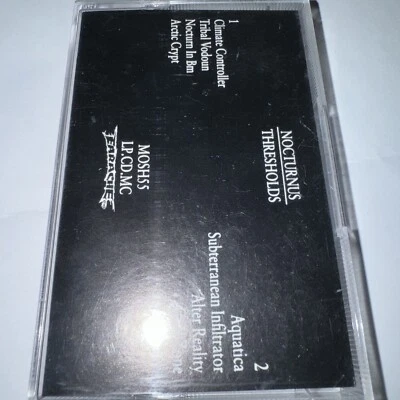 1
Climate Controller
Tribal Vodoun
Nocturn In Bm
Arctic Crypt
NOCTURNUS
THRESHOLDS
MOSH55
LP.CD.MC
EARACHE
2
Aquatica
Subterranean Infiltrator
Alter Reality